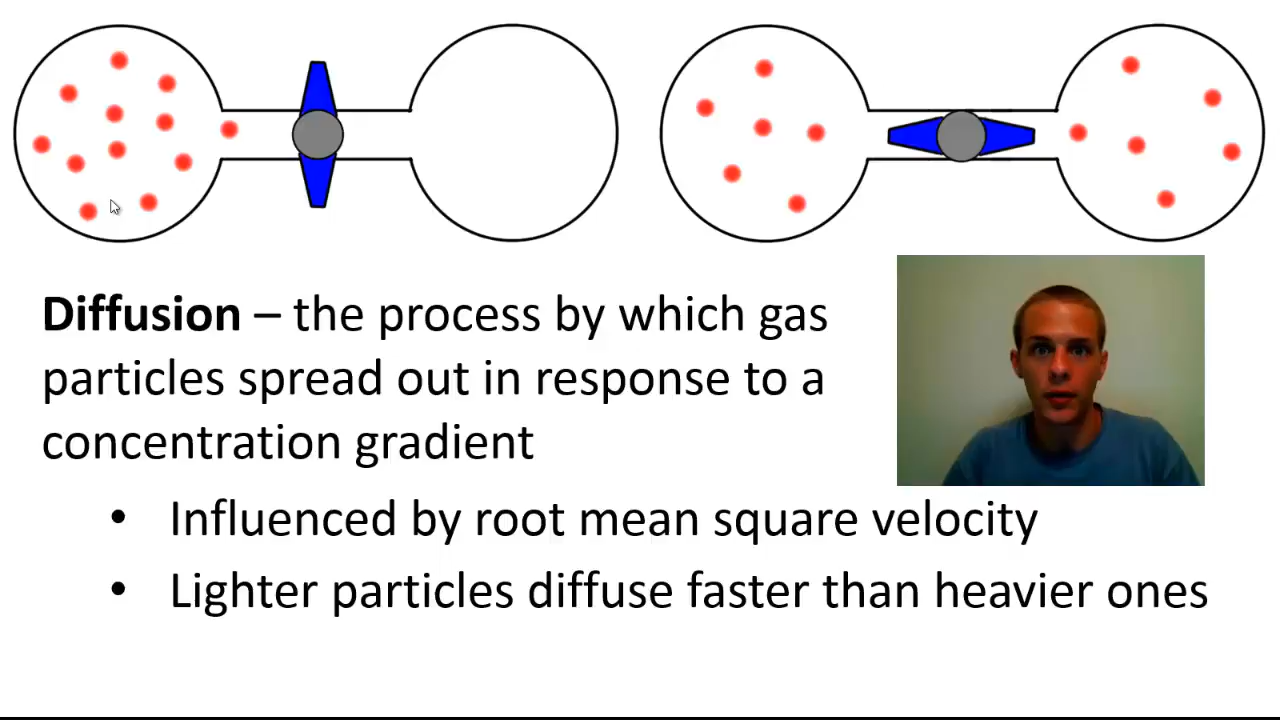 Diffusion – the process by which gas
particles spread out in response to a
concentration gradient
• Influenced by root mean square velocity
• Lighter particles diffuse faster than heavier ones